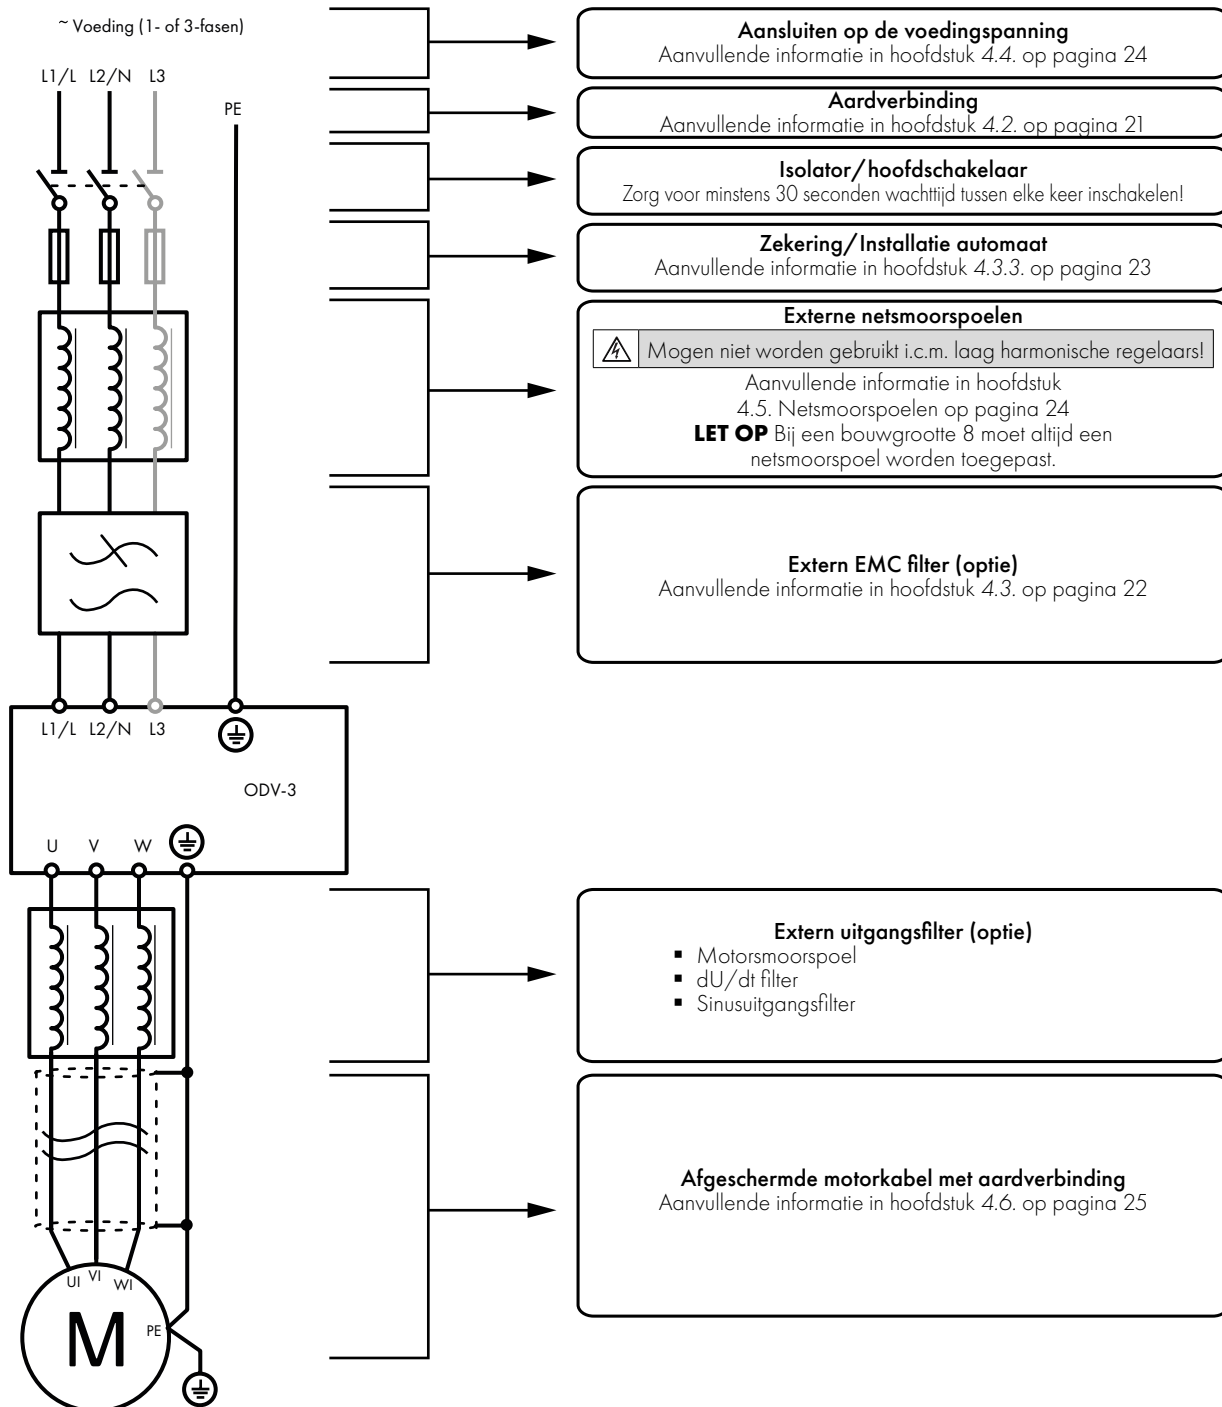 ~ Voeding (1- of 3-fasen)
L1/L L2/N L3
PE
Aansluiten op de voedingspanning
Aanvullende informatie in hoofdstuk 4.4. op pagina 24
Aardverbinding
Aanvullende informatie in hoofdstuk 4.2. op pagina 21
Isolator/hoofdschakelaar
Zorg voor minstens 30 seconden wachttijd tussen elke keer inschakelen!
Zekering/Installatie automaat
Aanvullende informatie in hoofdstuk 4.3.3. op pagina 23
Externe netsmoorspoelen
Mogen niet worden gebruikt i.c.m. laag harmonische regelaars!
Aanvullende informatie in hoofdstuk
4.5. Netsmoorspoelen op pagina 24
LET OP Bij een bouwgrootte 8 moet altijd een
netsmoorspoel worden toegepast.
Extern EMC filter (optie)
Aanvullende informatie in hoofdstuk 4.3. op pagina 22
L1/L L2/N L3
ODV-3
U V W
Extern uitgangsfilter (optie)
▪ Motorsmoorspoel
▪ dU/dt filter
▪ Sinusuitgangsfilter
Afgeschermde motorkabel met aardverbinding
Aanvullende informatie in hoofdstuk 4.6. op pagina 25
UI VI WI
M
PE